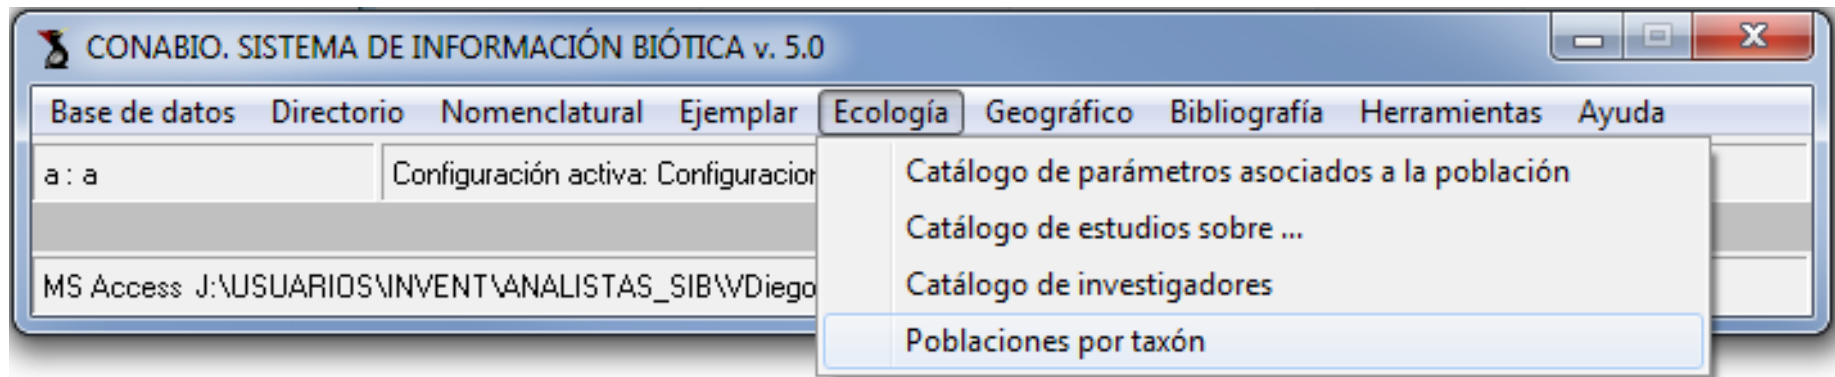 CONABIO. SISTEMA DE INFORMACIÓN BIÓTICA v. 5.0
Base de datos Directorio Nomenclatural Ejemplar Ecología Geográfico Bibliografía Herramientas Ayuda
a : a Configuración activa: Configuracion
Catálogo de parámetros asociados a la población
Catálogo de estudios sobre ...
MS Access J:\USUARIOS\INVENT\ANALISTAS_SIB\VDiego
Catálogo de investigadores
Poblaciones por taxón